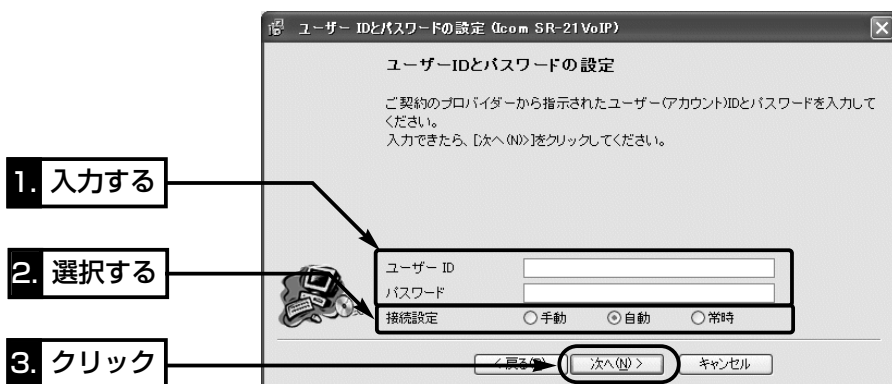 ユーザー IDとパスワードの設定 (Icom SR-21VoIP)
ユーザーIDとパスワードの設定
ご契約のプロバイダーから指示されたユーザー(アカウント)IDとパスワードを入力して
ください。
入力できたら、[次へ(N)>]をクリックしてください。
1. 入力する
2. 選択する
ユーザー ID
パスワード
接続設定 手動 自動 常時
3. クリック
< 戻る(B) 次へ(N) > キャンセル